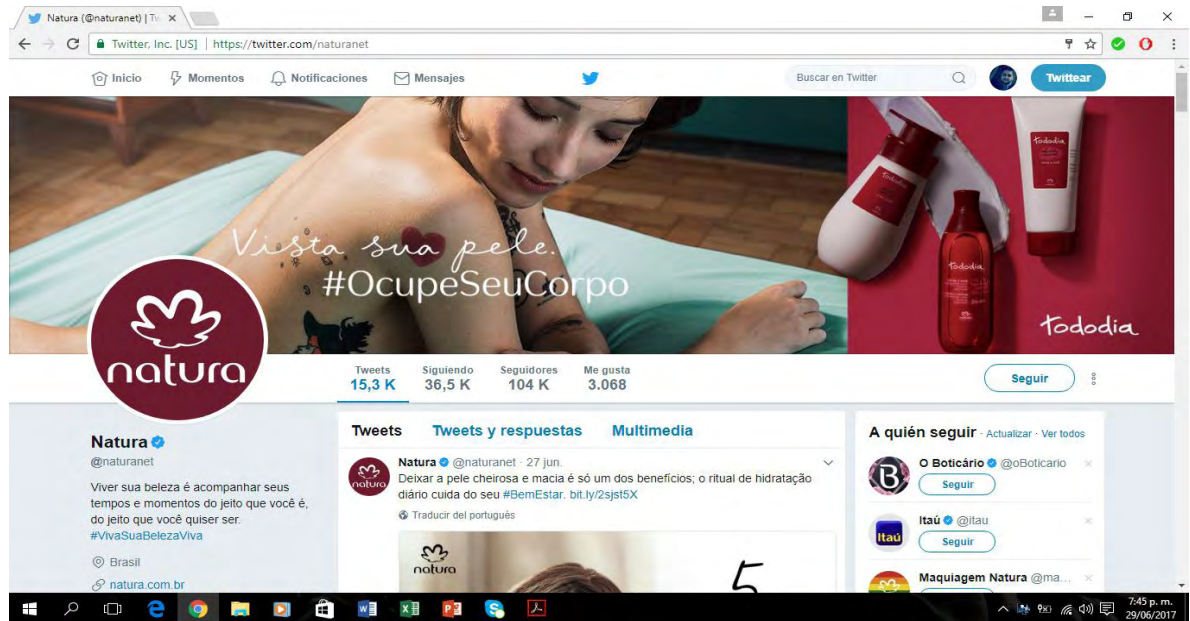 Natura (@naturanet) | Tw
Twitter, Inc. [US] | https://twitter.com/naturanet
Inicio Momentos Notificaciones Mensajes Buscar en Twitter Twittear
Vista sua pele.
#OcupeSeuCorpo
tododia
tododia
tododia
natura
Tweets Siguiendo Seguidores Me gusta
15,3 K 36,5 K 104 K 3.068
Seguir
Natura
@naturanet
Viver sua beleza é acompanhar seus
tempos e momentos do jeito que você é,
do jeito que você quiser ser.
#VivaSuaBelezaViva
Brasil
natura.com.br
Tweets Tweets y respuestas Multimedia
natura
Natura @naturanet · 27 jun.
Deixar a pele cheirosa e macia é só um dos benefícios; o ritual de hidratação
diário cuida do seu #BemEstar. bit.ly/2sjst5X
Traducir del portugués
natura
5
A quién seguir · Actualizar · Ver todos
B
O Boticário @oBoticario
Seguir
Itaú
Itaú @itau
Seguir
Maquiagem Natura @ma...
7:45 p. m.
29/06/2017